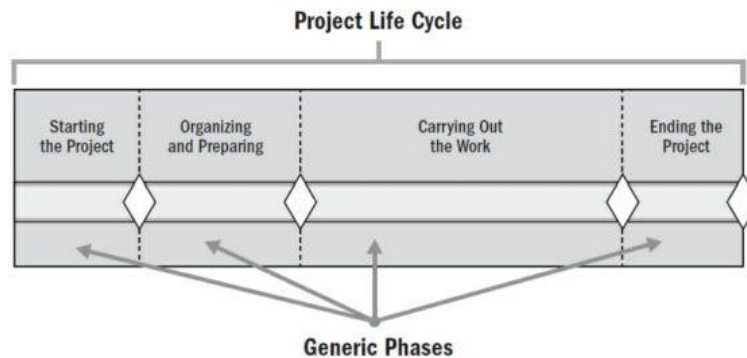 Project Life Cycle
Starting
the Project
Organizing
and Preparing
Carrying Out
the Work
Ending the
Project
Generic Phases